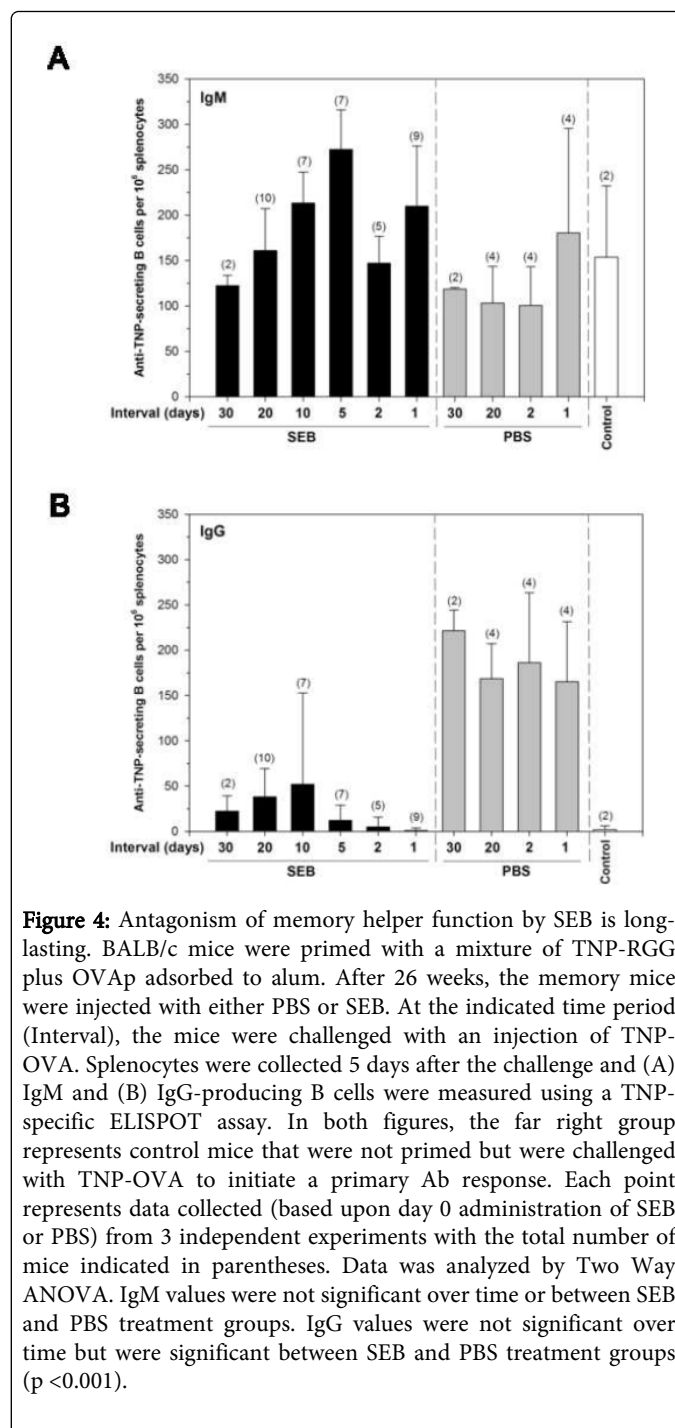 A
IgM
Anti-TNP-secreting B cells per 10⁶ splenocytes
350
300
250
200
150
100
50
0
(2)
(10)
(7)
(7)
(5)
(9)
(2)
(4)
(4)
(4)
(2)
Interval (days) 30 20 10 5 2 1 30 20 2 1 Control
SEB PBS
B
IgG
Anti-TNP-secreting B cells per 10⁶ splenocytes
350
300
250
200
150
100
50
0
(2)
(10)
(7)
(7)
(5)
(9)
(2)
(4)
(4)
(4)
(2)
Interval (days) 30 20 10 5 2 1 30 20 2 1 Control
SEB PBS
Figure 4: Antagonism of memory helper function by SEB is long-
lasting. BALB/c mice were primed with a mixture of TNP-RGG
plus OVAp adsorbed to alum. After 26 weeks, the memory mice
were injected with either PBS or SEB. At the indicated time period
(Interval), the mice were challenged with an injection of TNP-
OVA. Splenocytes were collected 5 days after the challenge and (A)
IgM and (B) IgG-producing B cells were measured using a TNP-
specific ELISPOT assay. In both figures, the far right group
represents control mice that were not primed but were challenged
with TNP-OVA to initiate a primary Ab response. Each point
represents data collected (based upon day 0 administration of SEB
or PBS) from 3 independent experiments with the total number of
mice indicated in parentheses. Data was analyzed by Two Way
ANOVA. IgM values were not significant over time or between SEB
and PBS treatment groups. IgG values were not significant over
time but were significant between SEB and PBS treatment groups
(p <0.001).